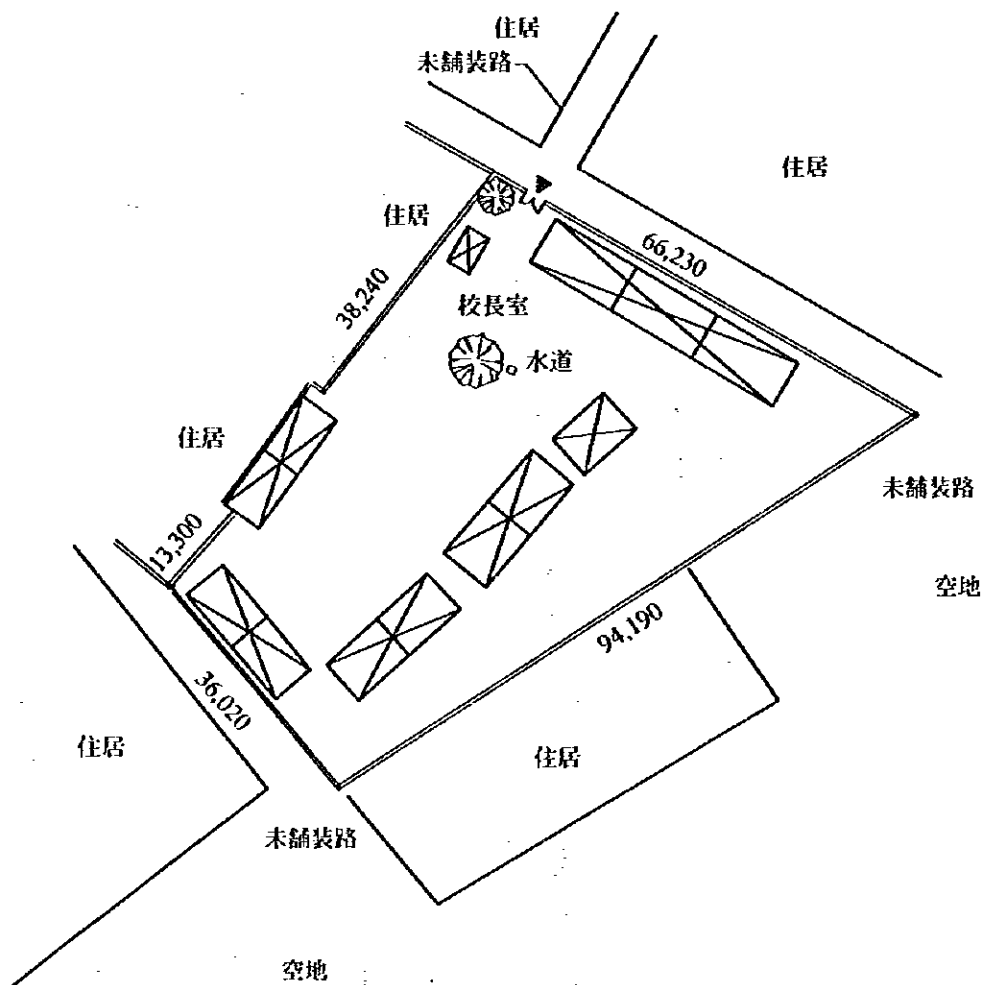 住居
未舗装路
住居
住居
66,230
38,240
校長室
水道
住居
未舗装路
13,300
空地
94,190
36,020
住居
住居
未舗装路
空地